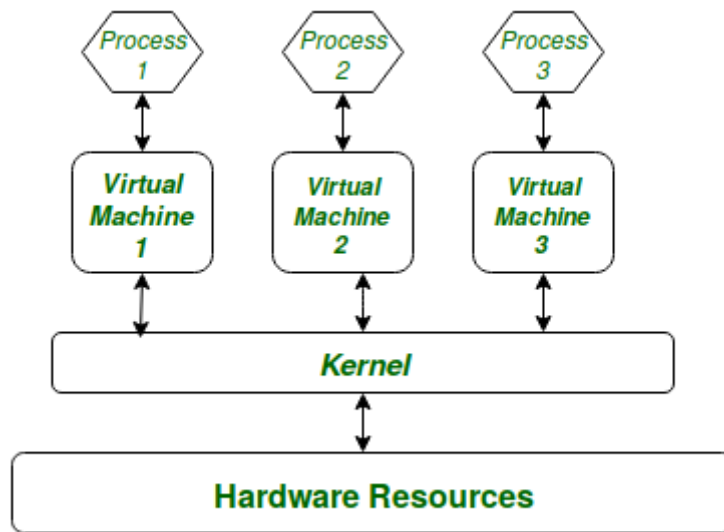 Process
1
Process
2
Process
3
Virtual
Machine
1
Virtual
Machine
2
Virtual
Machine
3
Kernel
Hardware Resources